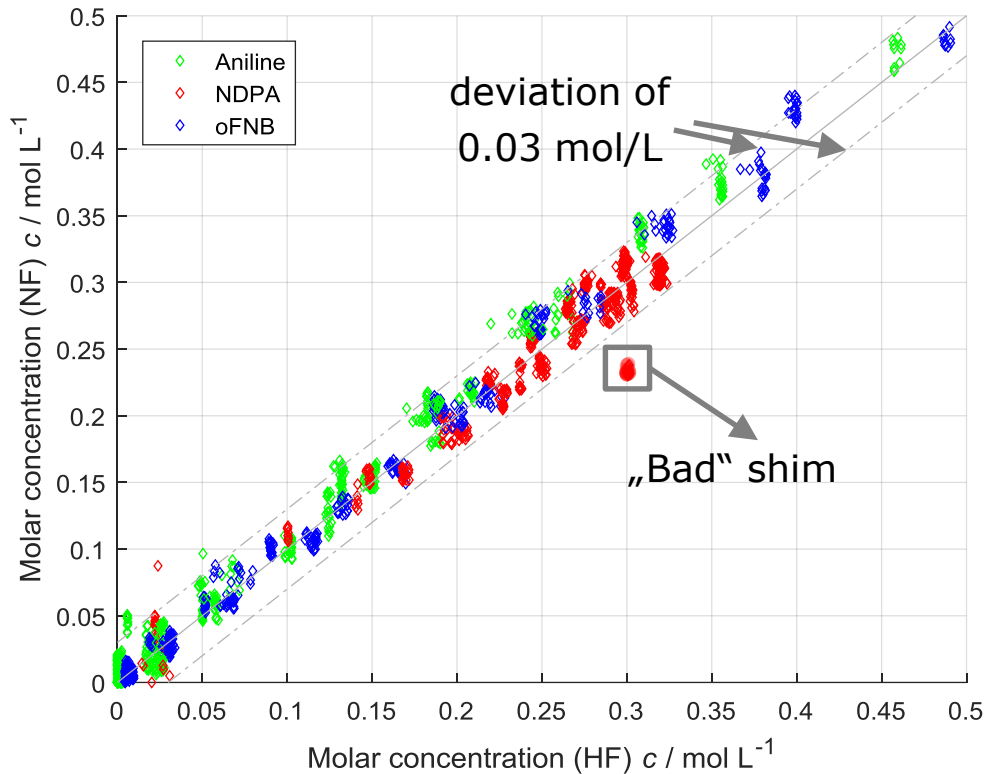 0.5
0.45
0.4
0.35
0.3
0.25
0.2
0.15
0.1
0.05
0
Molar concentration (NF) c / mol L⁻¹
Aniline
NDPA
oFNB
deviation of
0.03 mol/L
„Bad“ shim
0 0.05 0.1 0.15 0.2 0.25 0.3 0.35 0.4 0.45 0.5
Molar concentration (HF) c / mol L⁻¹